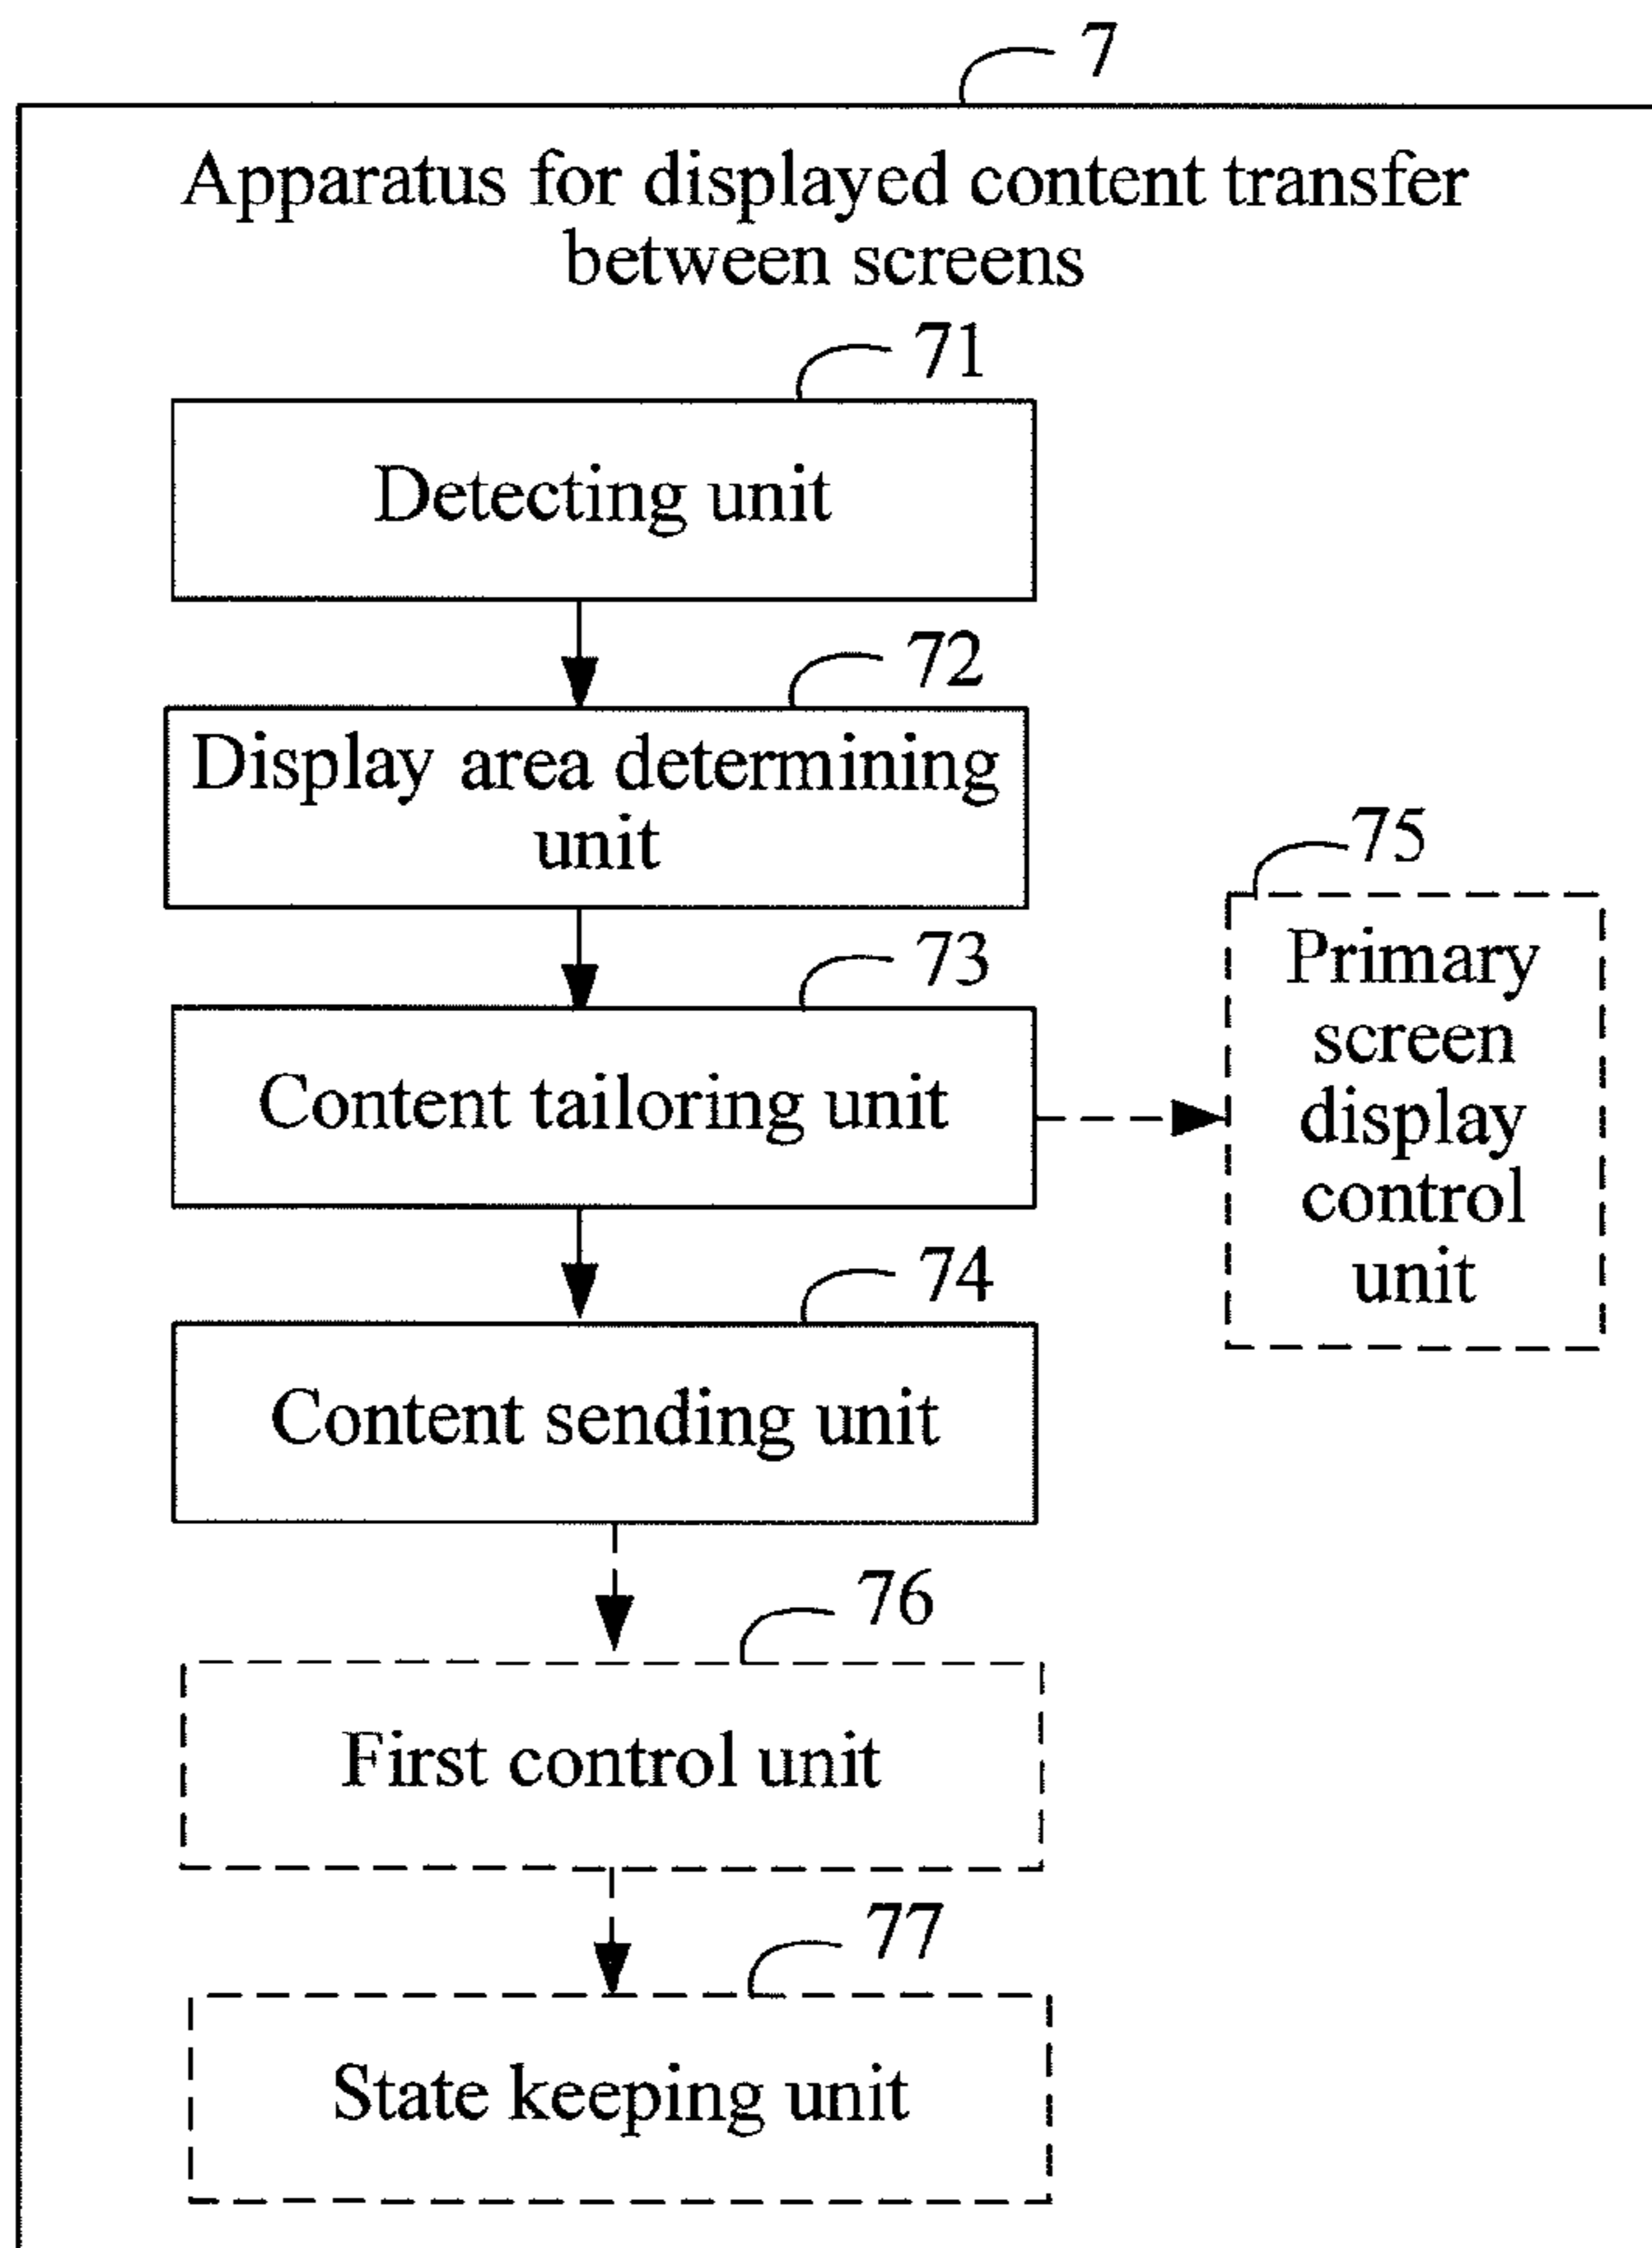 7
Apparatus for displayed content transfer
between screens
71
Detecting unit
72
Display area determining
unit
73
Content tailoring unit
75
Primary
screen
display
control
unit
74
Content sending unit
76
First control unit
77
State keeping unit